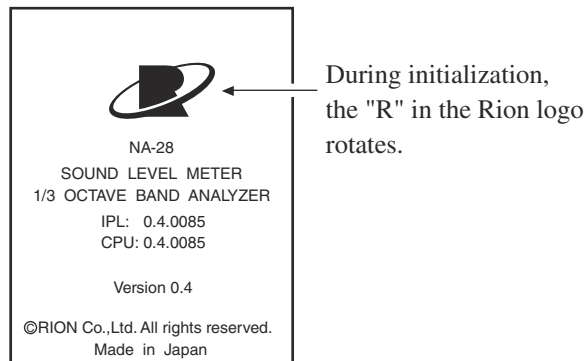 NA-28
SOUND LEVEL METER
1/3 OCTAVE BAND ANALYZER
IPL: 0.4.0085
CPU: 0.4.0085
Version 0.4
©RION Co.,Ltd. All rights reserved.
Made in Japan
During initialization,
the "R" in the Rion logo
rotates.